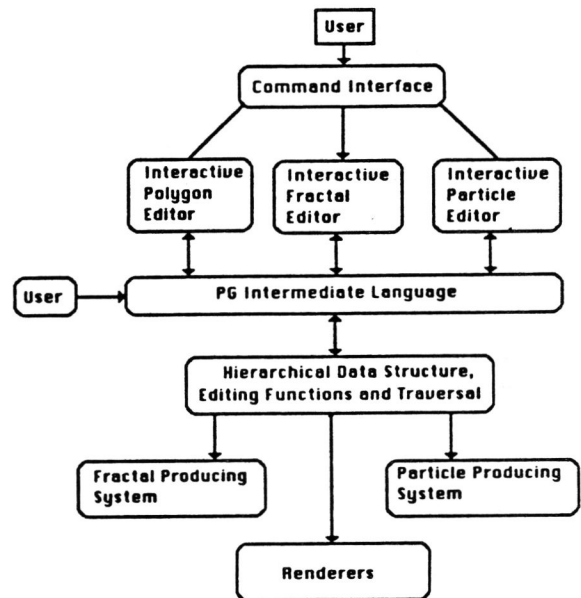 User
Command Interface
Interactive
Polygon
Editor
Interactive
Fractal
Editor
Interactive
Particle
Editor
User
PG Intermediate Language
Hierarchical Data Structure,
Editing Functions and Traversal
Fractal Producing
System
Particle Producing
System
Renderers